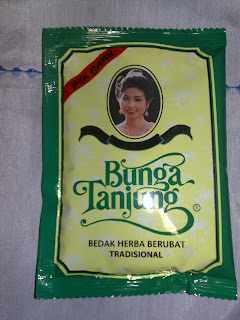 Bunga
Tanjung
®
BEDAK HERBA BERUBAT
TRADISIONAL